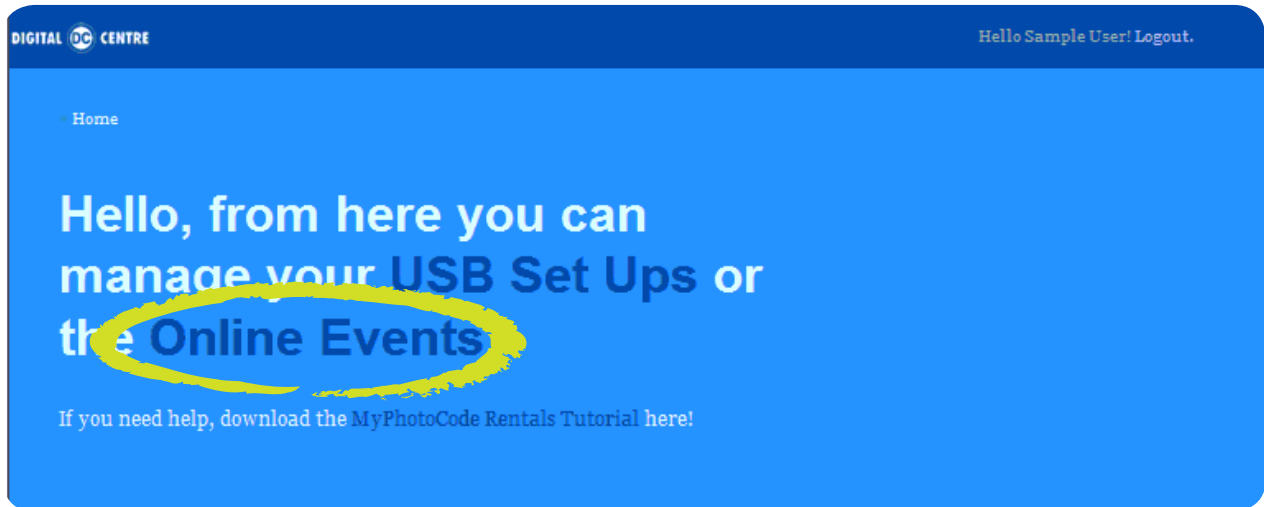 DIGITAL DC CENTRE
Hello Sample User! Logout.
Home
Hello, from here you can
manage your USB Set Ups or
the Online Events
If you need help, download the MyPhotoCode Rentals Tutorial here!